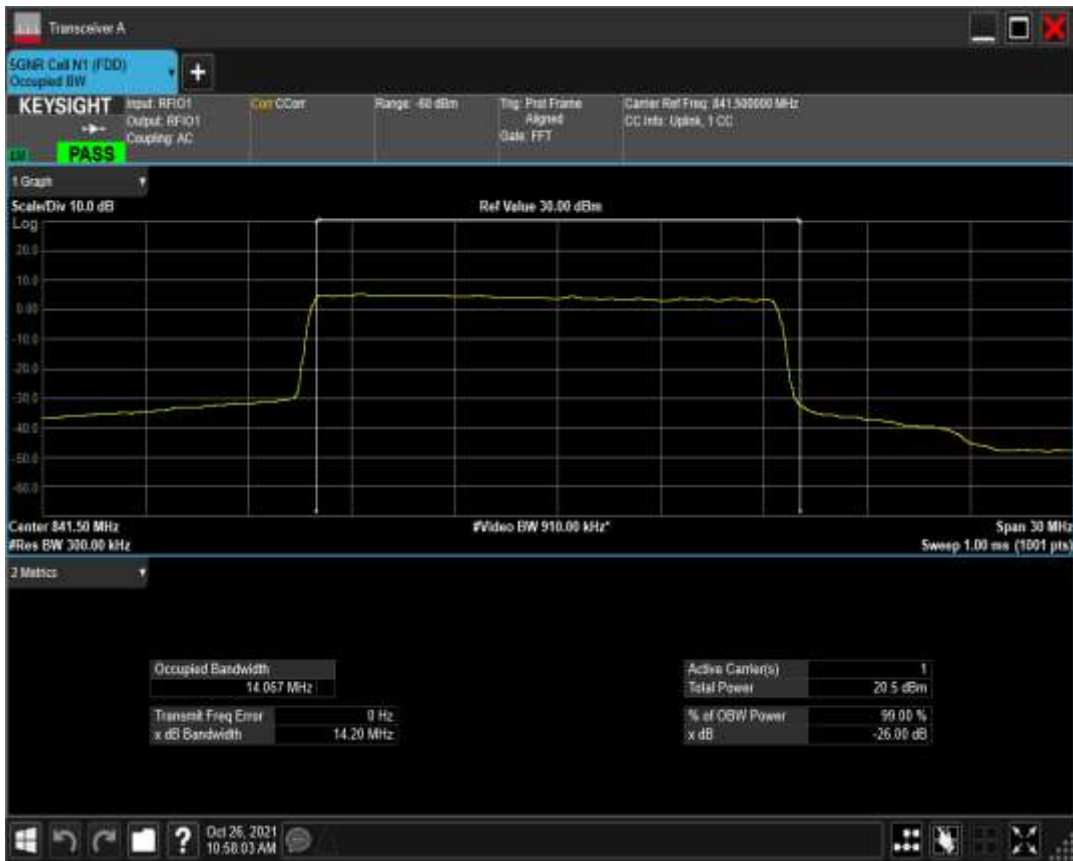 Transceiver A
5GNR Cell N1 (FDD)
Occupied BW
+
KEYSIGHT
Input: RFIO1
Output: RFIO1
Coupling: AC
Corr CCorr
Range: -60 dBm
Trig: Prot Frame
Aligned
Gate: FFT
Carrier Ref Freq: 841.500000 MHz
CC Info: Uplink, 1 CC
PASS
1 Graph
Scale/Div 10.0 dB
Ref Value 30.00 dBm
Log
20.0
10.0
0.00
-10.0
-20.0
-30.0
-40.0
-50.0
-60.0
Center 841.50 MHz
#Video BW 910.00 kHz*
Span 30 MHz
#Res BW 300.00 kHz
Sweep 1.00 ms (1001 pts)
2 Metrics
Occupied Bandwidth
14.067 MHz
Transmit Freq Error 0 Hz
x dB Bandwidth 14.20 MHz
Active Carrier(s) 1
Total Power 20.5 dBm
% of OBW Power 99.00 %
x dB -26.00 dB
?
Oct 26, 2021
10:58:03 AM